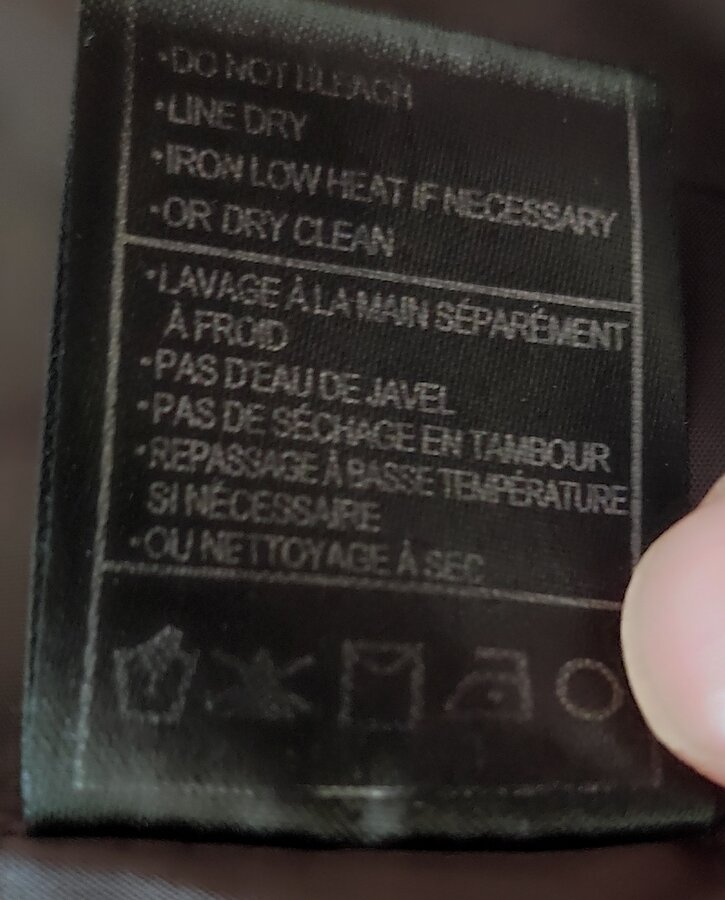 •DO NOT BLEACH
•LINE DRY
•IRON LOW HEAT IF NECESSARY
•OR DRY CLEAN
•LAVAGE À LA MAIN SÉPARÉMENT
À FROID
•PAS D'EAU DE JAVEL
•PAS DE SÉCHAGE EN TAMBOUR
•REPASSAGE À BASSE TEMPÉRATURE
SI NÉCESSAIRE
•OU NETTOYAGE À SEC